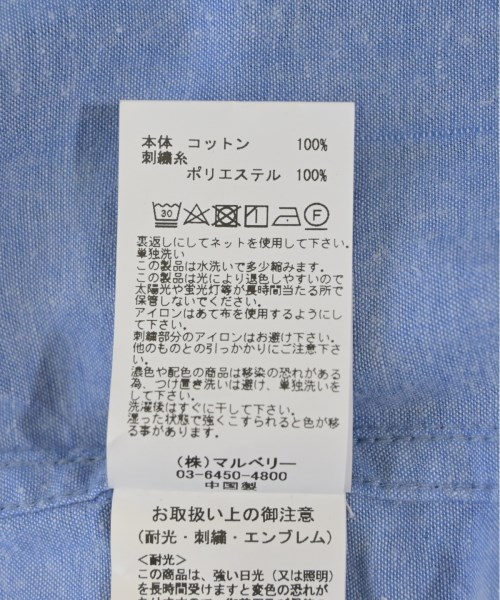 本体 コットン 100%
刺繍糸
ポリエステル 100%
30 F
裏返しにしてネットを使用して下さい。
単独洗い
この製品は水洗いで多少縮みます。
この製品は光により退色しやすいので
太陽光や蛍光灯等が長時間当たる所で
保管しないでください。
アイロンはあて布を使用するようにし
て下さい。
刺繍部分のアイロンはお避け下さい。
他のものとの引っかかりにご注意下さ
い。
濃色や配色の商品は移染の恐れがある
為、つけ置き洗いは避け、単独洗いを
して下さい。
洗濯後はすぐに干して下さい。
湿った状態で強くこすられると色が移
る事があります。
(株)マルベリー
03-6450-4800
中国製
お取扱い上の御注意
(耐光・刺繍・エンブレム)
<耐光>
この商品は、強い日光(又は照明)
を長時間受けますと変色の恐れが